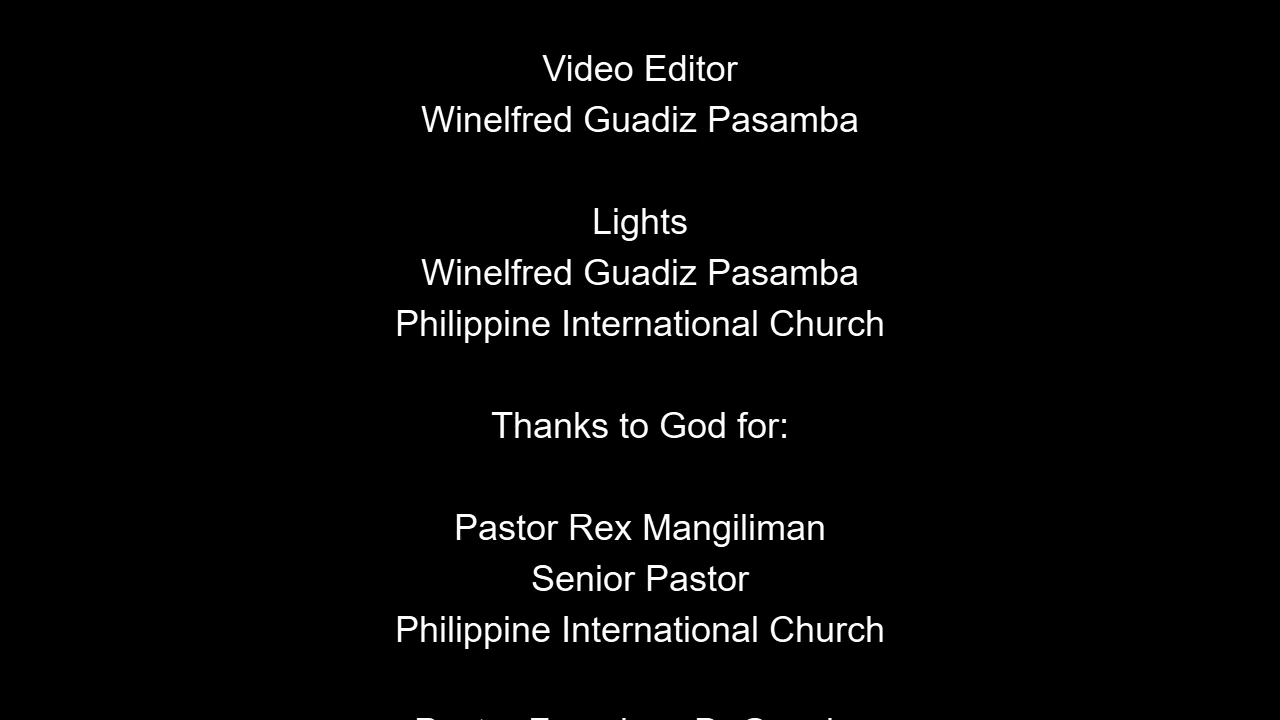 Video Editor
Winelfred Guadiz Pasamba
Lights
Winelfred Guadiz Pasamba
Philippine International Church
Thanks to God for:
Pastor Rex Mangiliman
Senior Pastor
Philippine International Church